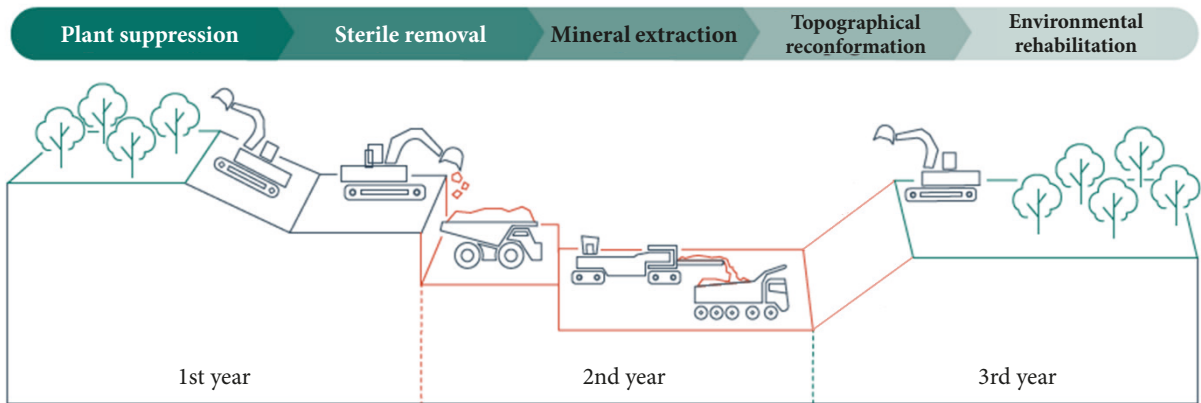 Plant suppression
Sterile removal
Mineral extraction
Topographical
reconformation
Environmental
rehabilitation
1st year
2nd year
3rd year